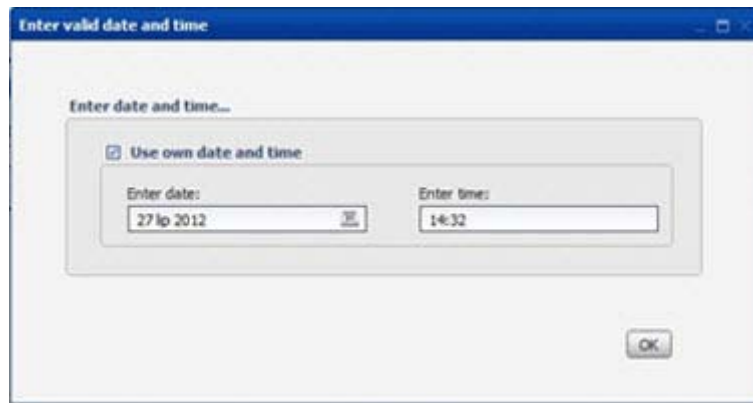 Enter valid date and time
Enter date and time...
Use own date and time
Enter date: Enter time:
27 lip 2012 14:32
OK